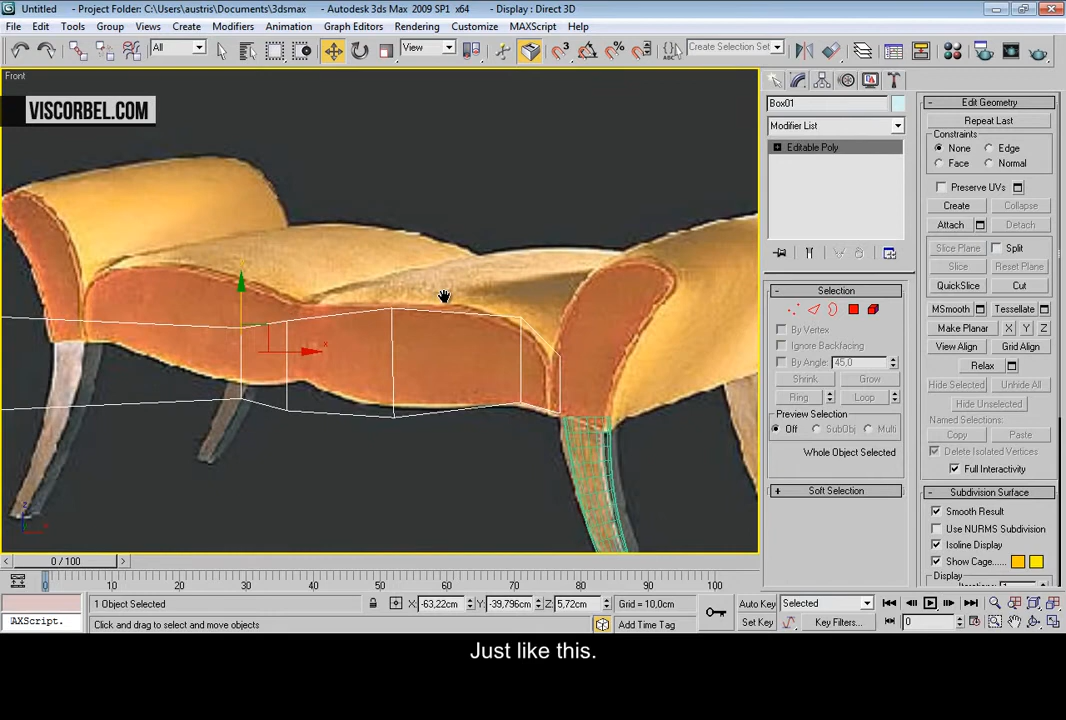 Untitled - Project Folder: C:\Users\austris\Documents\3dsmax - Autodesk 3ds Max 2009 SP1 x64 - Display : Direct 3D
File Edit Tools Group Views Create Modifiers Animation Graph Editors Rendering Customize MAXScript Help
All View Create Selection Set
Front
VISCORBEL.COM
Box01
Modifier List
Editable Poly
Selection
By Vertex
Ignore Backfacing
By Angle: 45,0
Shrink Grow
Ring Loop
Preview Selection
Off SubObj Multi
Whole Object Selected
Soft Selection
Edit Geometry
Repeat Last
Constraints
None Edge
Face Normal
Preserve UVs
Create Collapse
Attach Detach
Slice Plane Split
Slice Reset Plane
QuickSlice Cut
MSmooth Tessellate
Make Planar X Y Z
View Align Grid Align
Relax
Hide Selected Unhide All
Hide Unselected
Named Selections:
Copy Paste
Delete Isolated Vertices
Full Interactivity
Subdivision Surface
Smooth Result
Use NURMS Subdivision
Isoline Display
Show Cage......
Display
x
0 / 100
0 10 20 30 40 50 60 70 80 90 100
1 Object Selected X: -63,22cm Y: -39,796cm Z: 5,72cm Grid = 10,0cm Auto Key Selected
AXScript. Click and drag to select and move objects Add Time Tag Set Key Key Filters... 0
Just like this.